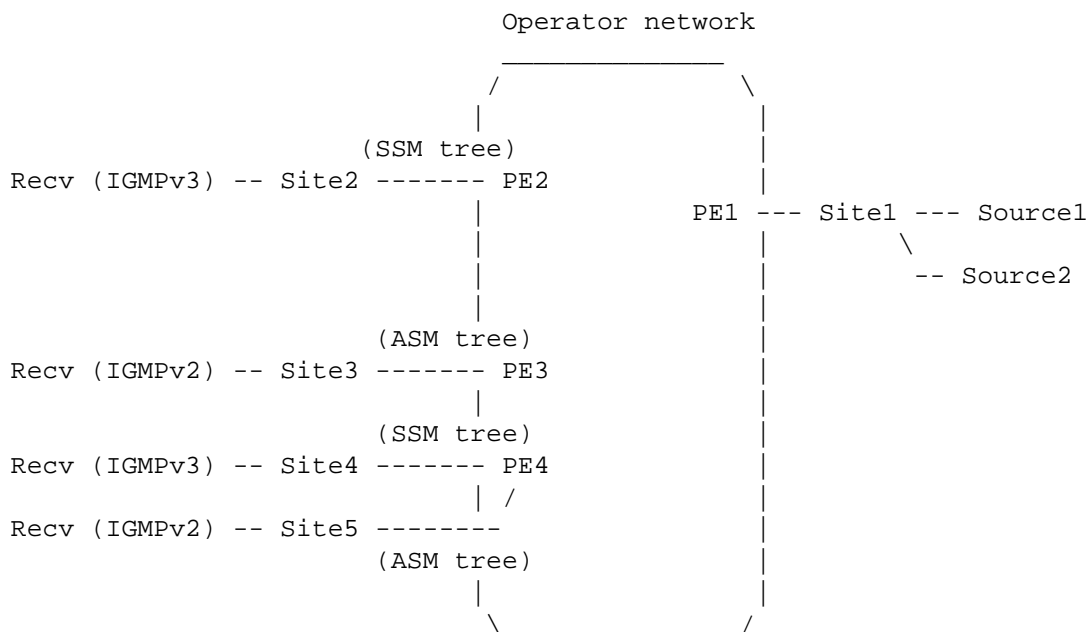 Operator network
(SSM tree)
Recv (IGMPv3) -- Site2 ------- PE2
PE1 --- Site1 --- Source1
-- Source2
(ASM tree)
Recv (IGMPv2) -- Site3 ------- PE3
(SSM tree)
Recv (IGMPv3) -- Site4 ------- PE4
Recv (IGMPv2) -- Site5 --------
(ASM tree)